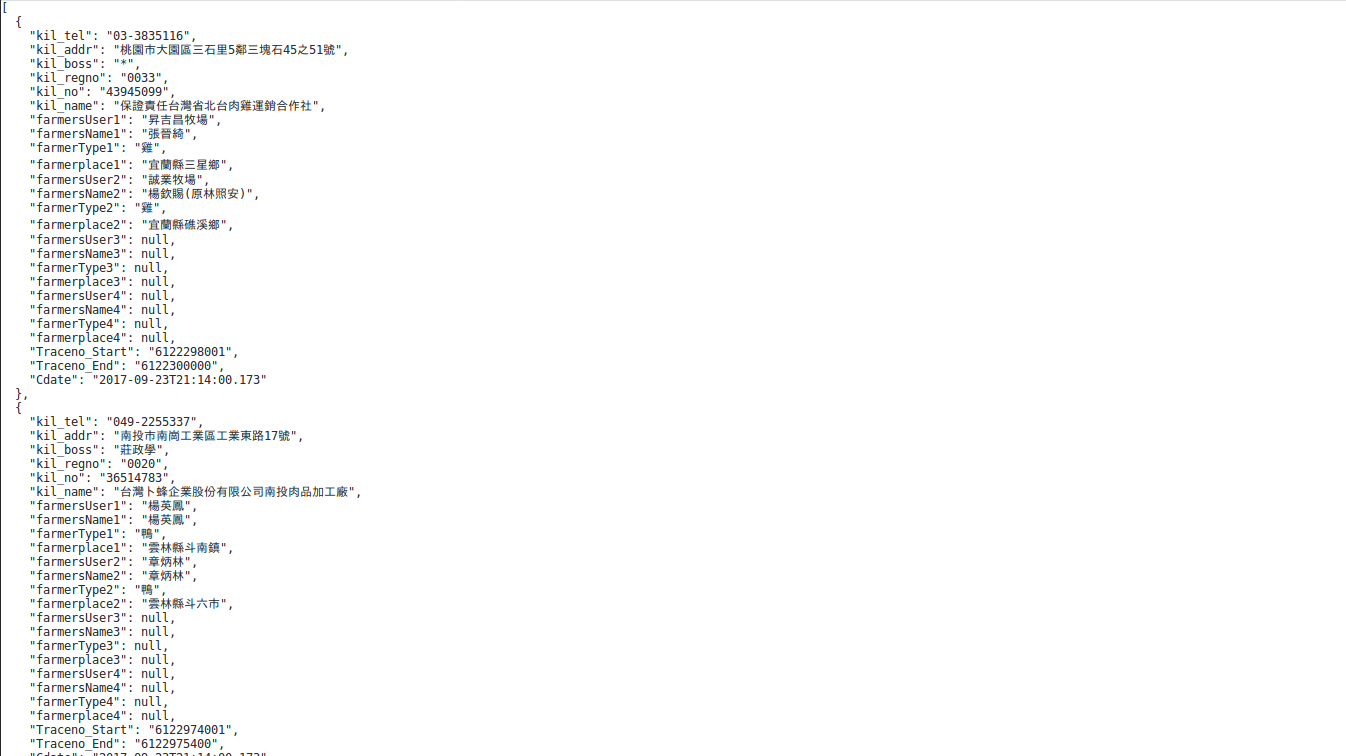 [
{
"kil_tel": "03-3835116",
"kil_addr": "桃園市大園區三石里5鄰三塊石45之51號",
"kil_boss": "*",
"kil_regno": "0033",
"kil_no": "43945099",
"kil_name": "保證責任台灣省北台肉雞運銷合作社",
"farmersUser1": "昇吉昌牧場",
"farmersName1": "張晉綺",
"farmerType1": "雞",
"farmerplace1": "宜蘭縣三星鄉",
"farmersUser2": "誠業牧場",
"farmersName2": "楊欽賜(原林照安)",
"farmerType2": "雞",
"farmerplace2": "宜蘭縣礁溪鄉",
"farmersUser3": null,
"farmersName3": null,
"farmerType3": null,
"farmerplace3": null,
"farmersUser4": null,
"farmersName4": null,
"farmerType4": null,
"farmerplace4": null,
"Traceno_Start": "6122298001",
"Traceno_End": "6122300000",
"Cdate": "2017-09-23T21:14:00.173"
},
{
"kil_tel": "049-2255337",
"kil_addr": "南投市南崗工業區工業東路17號",
"kil_boss": "莊政學",
"kil_regno": "0020",
"kil_no": "36514783",
"kil_name": "台灣卜蜂企業股份有限公司南投肉品加工廠",
"farmersUser1": "楊英鳳",
"farmersName1": "楊英鳳",
"farmerType1": "鴨",
"farmerplace1": "雲林縣斗南鎮",
"farmersUser2": "章炳林",
"farmersName2": "章炳林",
"farmerType2": "鴨",
"farmerplace2": "雲林縣斗六市",
"farmersUser3": null,
"farmersName3": null,
"farmerType3": null,
"farmerplace3": null,
"farmersUser4": null,
"farmersName4": null,
"farmerType4": null,
"farmerplace4": null,
"Traceno_Start": "6122974001",
"Traceno_End": "6122975400",
"Cdate": "2017-09-23T21:14:00.173"